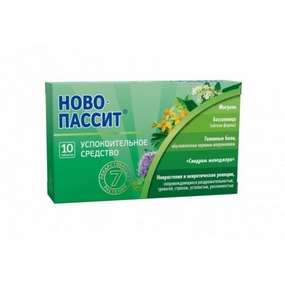 НОВО-
ПАССИТ®
10
УСПОКОИТЕЛЬНОЕ
СРЕДСТВО
7
Мигрень
Бессонница
(лёгкие формы)
Головные боли,
обусловленные нервным напряжением
«Синдром менеджера»
Неврастения и невротические реакции,
сопровождающиеся раздражительностью,
тревогой, страхом, усталостью, рассеянностью